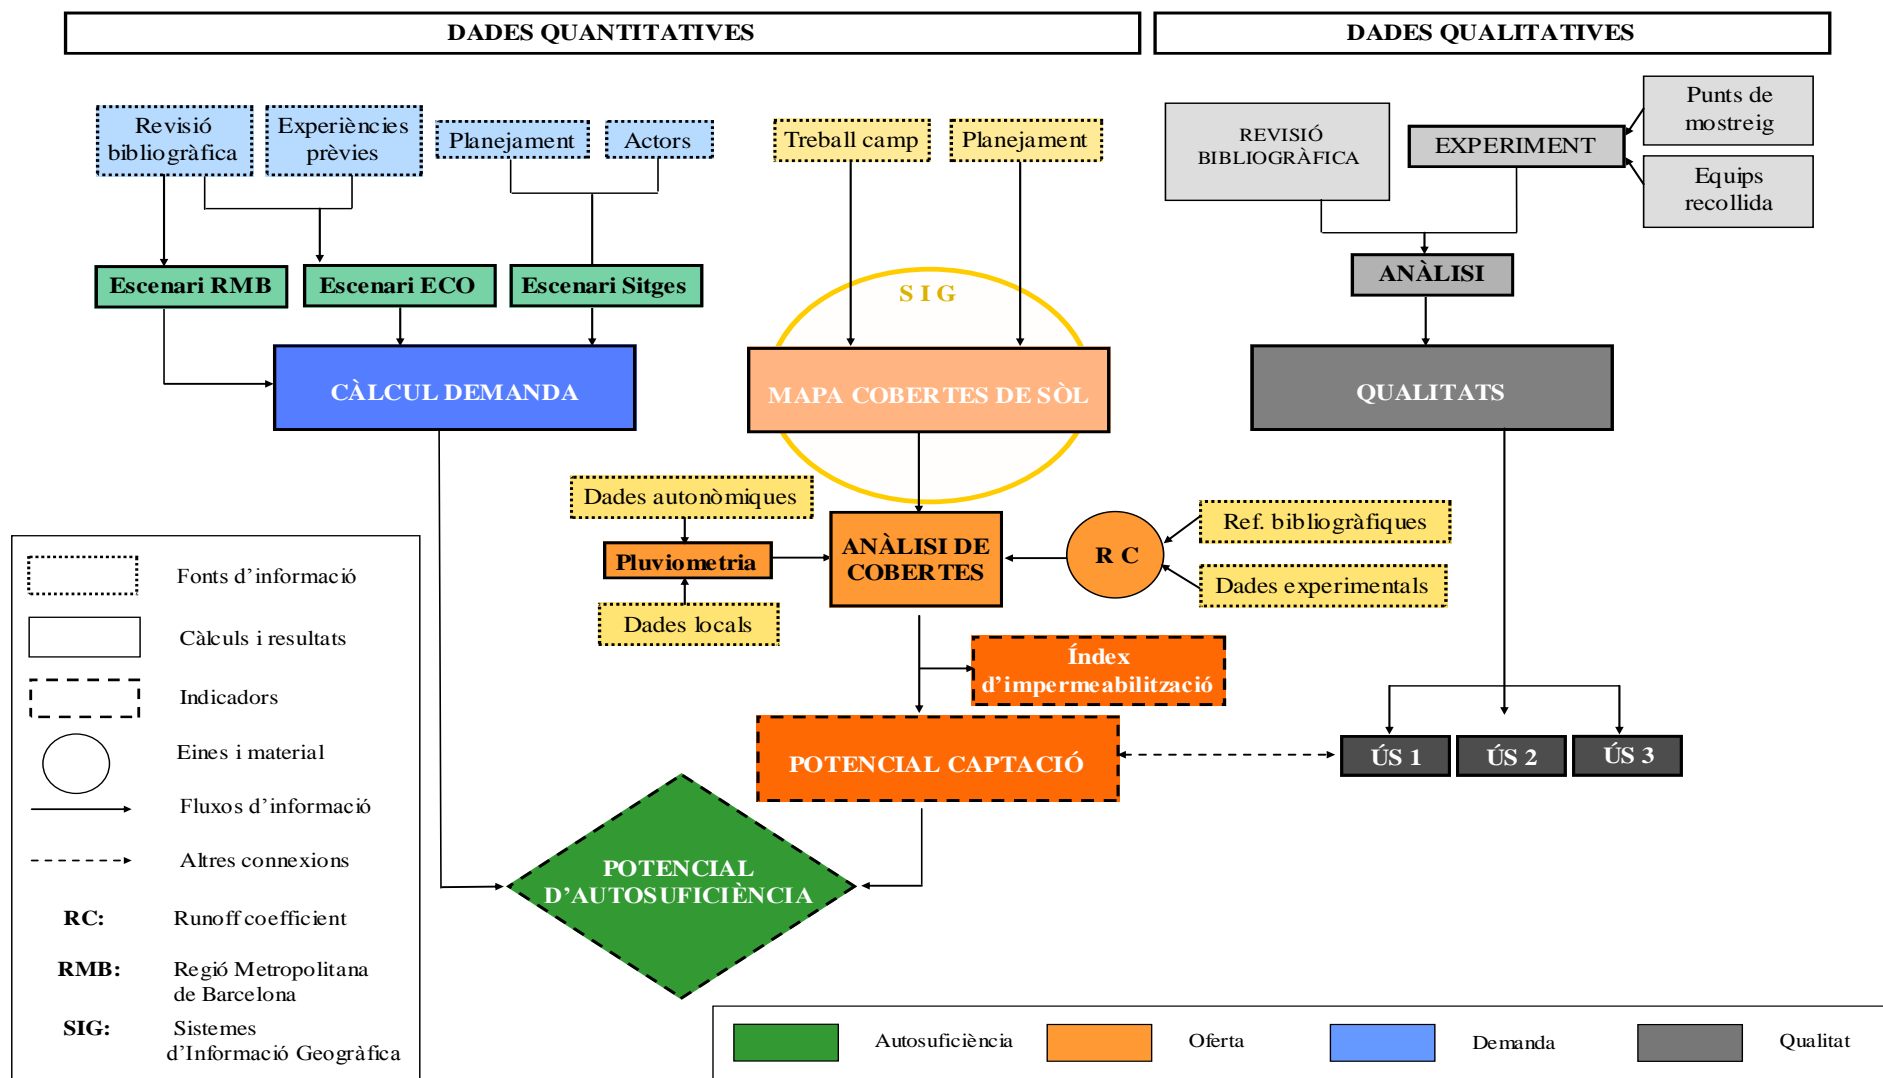 DADES QUANTITATIVES
DADES QUALITATIVES
Revisió
bibliogràfica
Experiències
prèvies
Planejament
Actors
Treball camp
Planejament
REVISIÓ
BIBLIOGRÀFICA
EXPERIMENT
Punts de
mostreig
Equips
recollida
Escenari RMB
Escenari ECO
Escenari Sitges
SIG
ANÀLISI
CÀLCUL DEMANDA
MAPA COBERTES DE SÒL
QUALITATS
Dades autonòmiques
Pluviometria
Dades locals
ANÀLISI DE
COBERTES
R C
Ref. bibliogràfiques
Dades experimentals
Índex
d'impermeabilització
POTENCIAL CAPTACIÓ
ÚS 1
ÚS 2
ÚS 3
POTENCIAL
D'AUTOSUFICIÈNCIA
Fonts d'informació
Càlculs i resultats
Indicadors
Eines i material
Fluxos d'informació
Altres connexions
RC: Runoff coefficient
RMB: Regió Metropolitana
de Barcelona
SIG: Sistemes
d'Informació Geogràfica
Autosuficiència
Oferta
Demanda
Qualitat